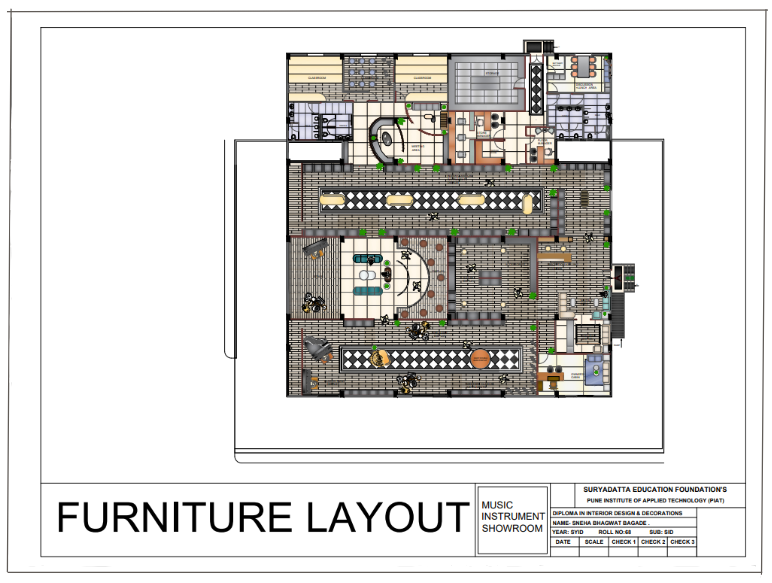 CLASSROOM
CLASSROOM
STORAGE
FURNITURE LAYOUT
MUSIC
INSTRUMENT
SHOWROOM
SURYADATTA EDUCATION FOUNDATION'S
PUNE INSTITUTE OF APPLIED TECHNOLOGY (PIAT)
DIPLOMA IN INTERIOR DESIGN & DECORATIONS
NAME- SNEHA BHAGWAT BAGADE .
YEAR: SYID ROLL NO:68 SUB: SID
DATE SCALE CHECK 1 CHECK 2 CHECK 3